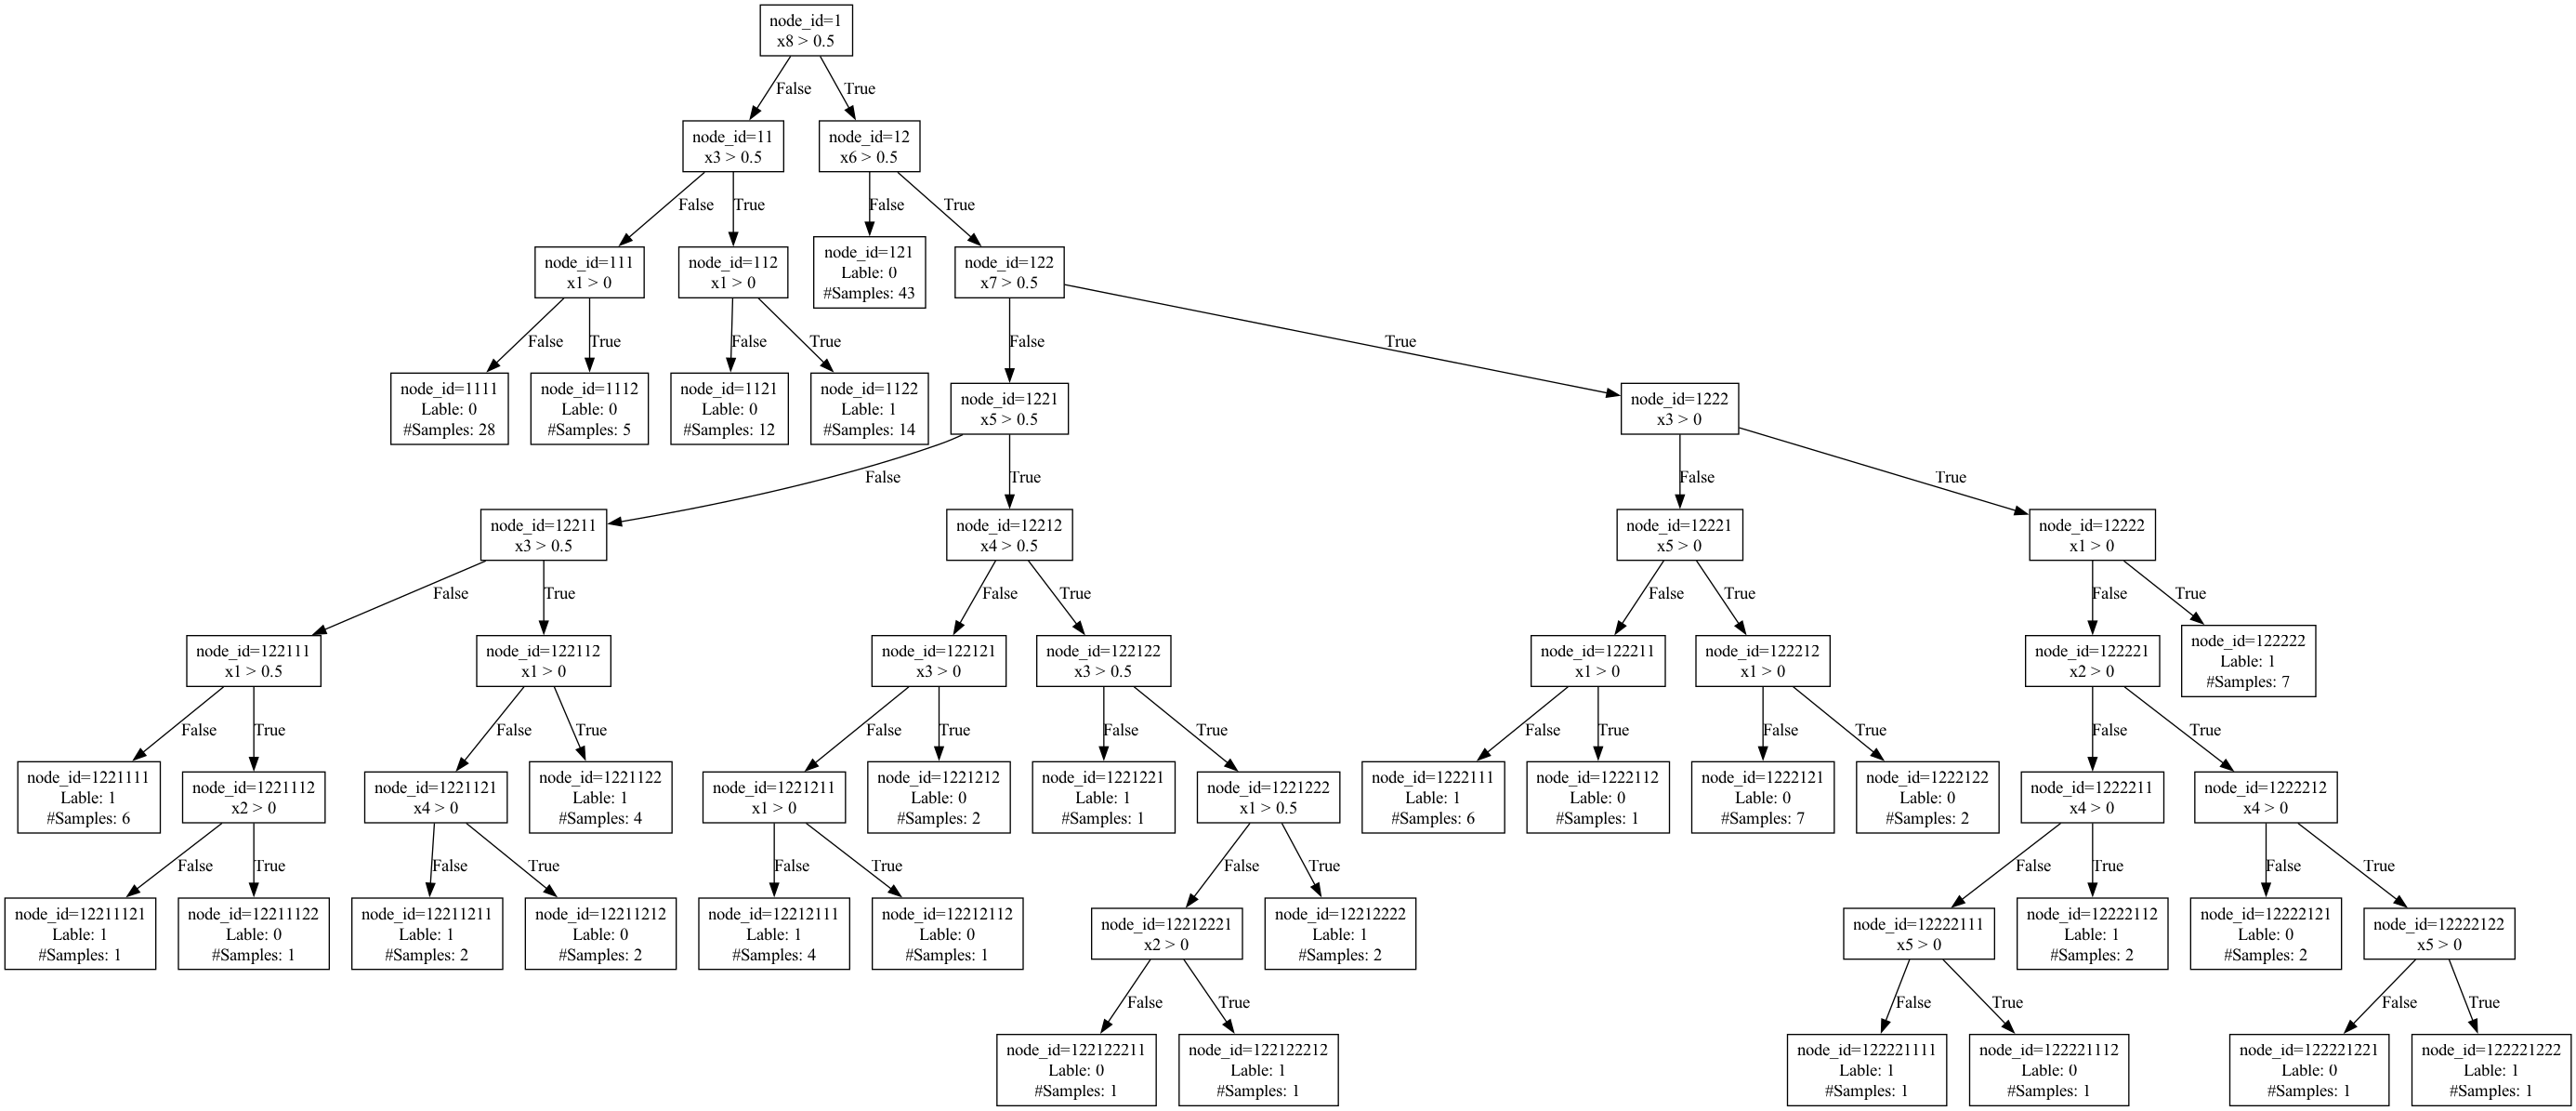 node_id=1
x8 > 0.5
False
True
node_id=11
x3 > 0.5
node_id=12
x6 > 0.5
False
True
False
True
node_id=111
x1 > 0
node_id=112
x1 > 0
node_id=121
Lable: 0
#Samples: 43
node_id=122
x7 > 0.5
False
True
False
True
False
True
node_id=1111
Lable: 0
#Samples: 28
node_id=1112
Lable: 0
#Samples: 5
node_id=1121
Lable: 0
#Samples: 12
node_id=1122
Lable: 1
#Samples: 14
node_id=1221
x5 > 0.5
node_id=1222
x3 > 0
False
True
False
True
node_id=12211
x3 > 0.5
node_id=12212
x4 > 0.5
node_id=12221
x5 > 0
node_id=12222
x1 > 0
False
True
False
True
False
True
False
True
node_id=122111
x1 > 0.5
node_id=122112
x1 > 0
node_id=122121
x3 > 0
node_id=122122
x3 > 0.5
node_id=122211
x1 > 0
node_id=122212
x1 > 0
node_id=122221
x2 > 0
node_id=122222
Lable: 1
#Samples: 7
False
True
False
True
False
True
False
True
False
True
False
True
False
True
node_id=1221111
Lable: 1
#Samples: 6
node_id=1221112
x2 > 0
node_id=1221121
x4 > 0
node_id=1221122
Lable: 1
#Samples: 4
node_id=1221211
x1 > 0
node_id=1221212
Lable: 0
#Samples: 2
node_id=1221221
Lable: 1
#Samples: 1
node_id=1221222
x1 > 0.5
node_id=1222111
Lable: 1
#Samples: 6
node_id=1222112
Lable: 0
#Samples: 1
node_id=1222121
Lable: 0
#Samples: 7
node_id=1222122
Lable: 0
#Samples: 2
node_id=1222211
x4 > 0
node_id=1222212
x4 > 0
False
True
False
True
False
True
False
True
False
True
False
True
node_id=12211121
Lable: 1
#Samples: 1
node_id=12211122
Lable: 0
#Samples: 1
node_id=12211211
Lable: 1
#Samples: 2
node_id=12211212
Lable: 0
#Samples: 2
node_id=12212111
Lable: 1
#Samples: 4
node_id=12212112
Lable: 0
#Samples: 1
node_id=12212221
x2 > 0
node_id=12212222
Lable: 1
#Samples: 2
node_id=12222111
x5 > 0
node_id=12222112
Lable: 1
#Samples: 2
node_id=12222121
Lable: 0
#Samples: 2
node_id=12222122
x5 > 0
False
True
False
True
False
True
node_id=122122211
Lable: 0
#Samples: 1
node_id=122122212
Lable: 1
#Samples: 1
node_id=122221111
Lable: 1
#Samples: 1
node_id=122221112
Lable: 0
#Samples: 1
node_id=122221221
Lable: 0
#Samples: 1
node_id=122221222
Lable: 1
#Samples: 1